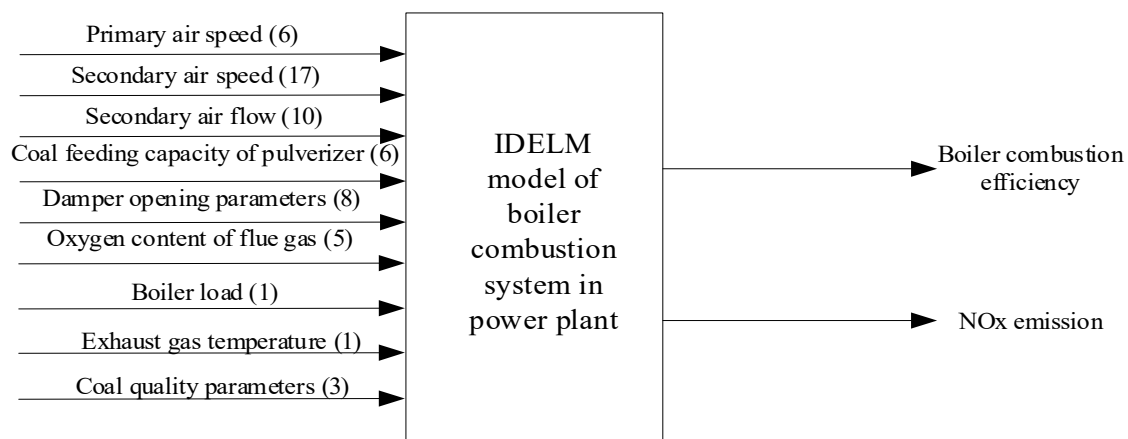 Primary air speed (6)
Secondary air speed (17)
Secondary air flow (10)
Coal feeding capacity of pulverizer (6)
Damper opening parameters (8)
Oxygen content of flue gas (5)
Boiler load (1)
Exhaust gas temperature (1)
Coal quality parameters (3)
IDELM
model of
boiler
combustion
system in
power plant
Boiler combustion
efficiency
NOx emission